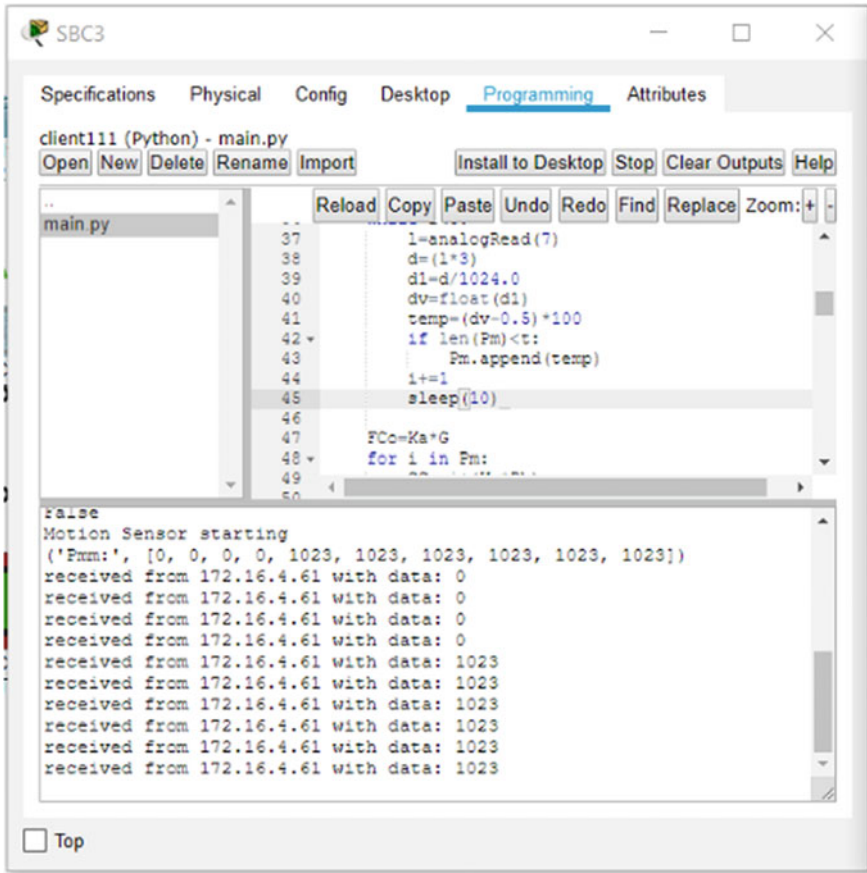 SBC3
Specifications Physical Config Desktop Programming Attributes
client111 (Python) - main.py
Open New Delete Rename Import Install to Desktop Stop Clear Outputs Help
Reload Copy Paste Undo Redo Find Replace Zoom: + -
..
main.py
37 l=analogRead(7)
38 d=(l*3)
39 d1=d/1024.0
40 dv=float(d1)
41 temp=(dv-0.5)*100
42 if len(Pm)<t:
43 Pm.append(temp)
44 i+=1
45 sleep(10)
46
47 FCo=Ka*G
48 for i in Pm:
49
50
False
Motion Sensor starting
('Pmm:', [0, 0, 0, 0, 1023, 1023, 1023, 1023, 1023, 1023])
received from 172.16.4.61 with data: 0
received from 172.16.4.61 with data: 0
received from 172.16.4.61 with data: 0
received from 172.16.4.61 with data: 0
received from 172.16.4.61 with data: 1023
received from 172.16.4.61 with data: 1023
received from 172.16.4.61 with data: 1023
received from 172.16.4.61 with data: 1023
received from 172.16.4.61 with data: 1023
received from 172.16.4.61 with data: 1023
Top